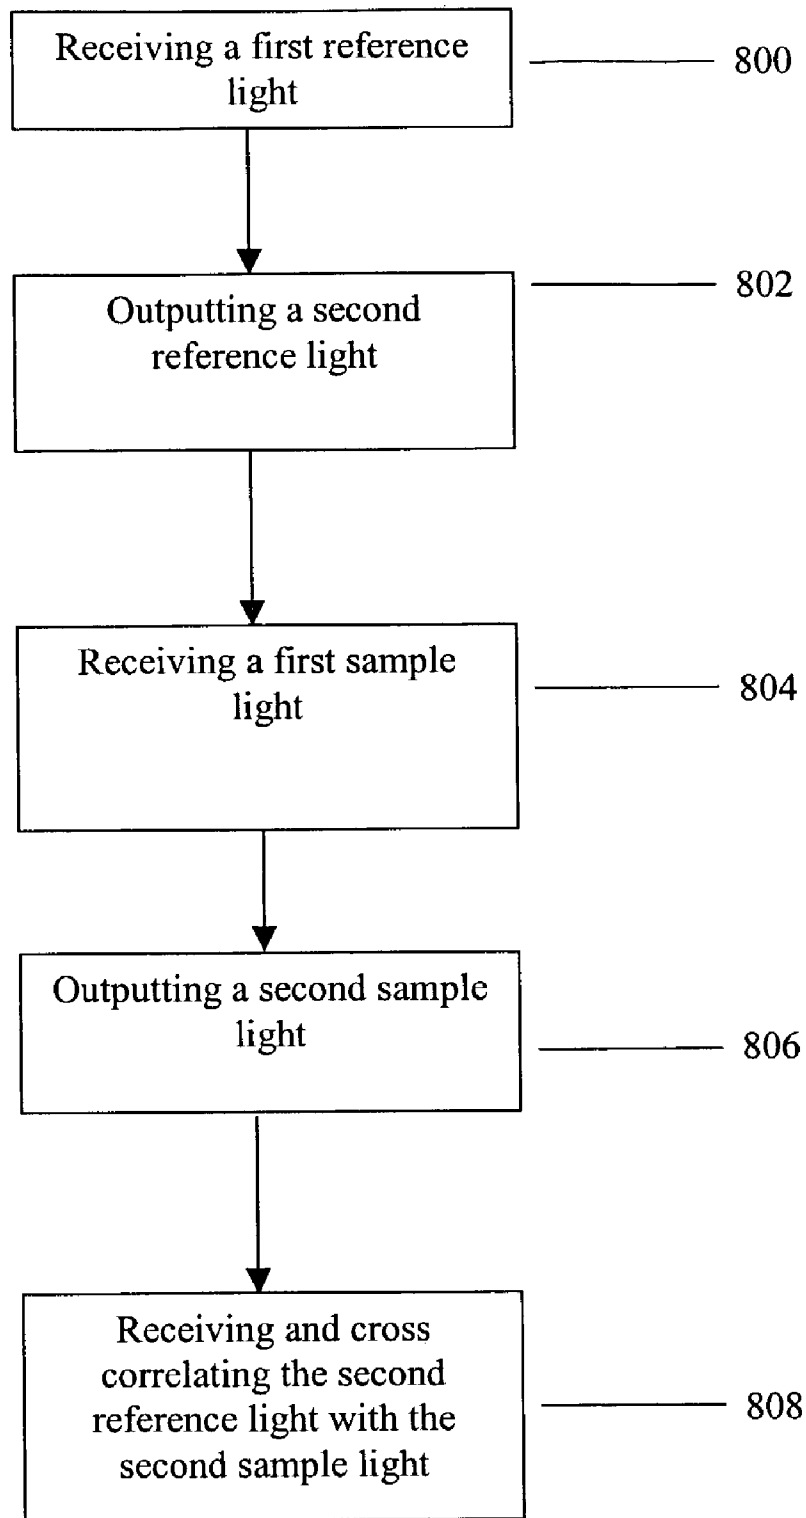 Receiving a first reference
light
800
Outputting a second
reference light
802
Receiving a first sample
light
804
Outputting a second sample
light
806
Receiving and cross
correlating the second
reference light with the
second sample light
808